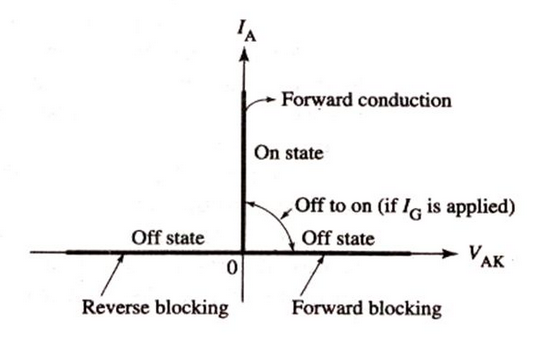 I_A
Forward conduction
On state
Off to on (if I_G is applied)
Off state
Off state
V_AK
0
Reverse blocking
Forward blocking